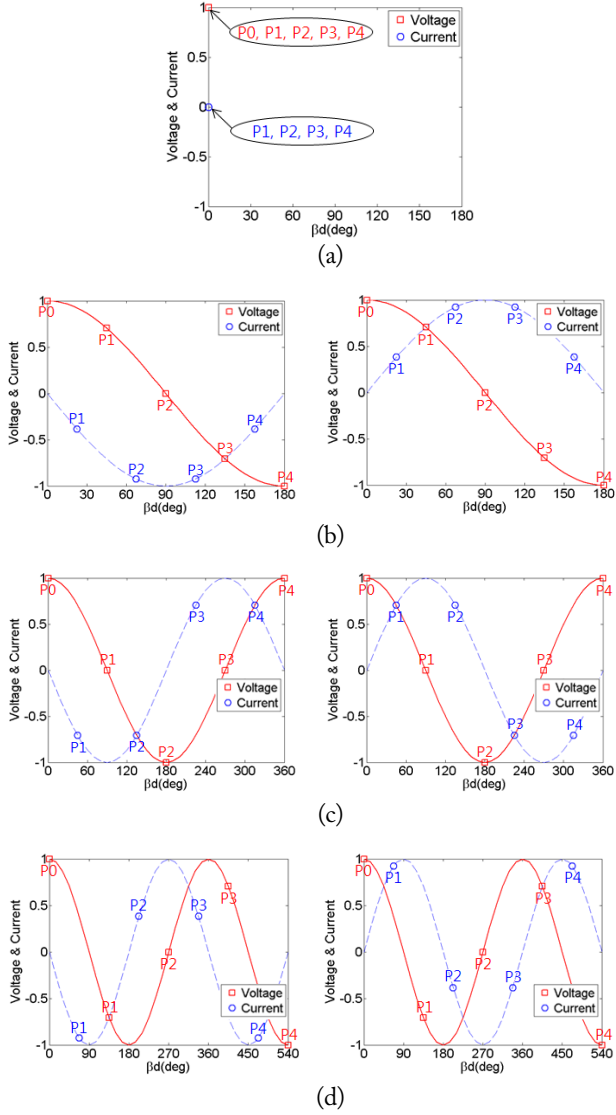 1
0.5
0
-0.5
-1
Voltage & Current
P0, P1, P2, P3, P4
P1, P2, P3, P4
Voltage
Current
0 30 60 90 120 150 180
βd(deg)
(a)
1
0.5
0
-0.5
-1
Voltage & Current
P0
P1
P2
P3
P4
P1
P2
P3
P4
Voltage
Current
0 30 60 90 120 150 180
βd(deg)
1
0.5
0
-0.5
-1
Voltage & Current
P0
P1
P2
P3
P4
P1
P2
P3
P4
Voltage
Current
0 30 60 90 120 150 180
βd(deg)
(b)
1
0.5
0
-0.5
-1
Voltage & Current
P0
P1
P2
P3
P4
P1
P2
P3
P4
Voltage
Current
0 60 120 180 240 300 360
βd(deg)
1
0.5
0
-0.5
-1
Voltage & Current
P0
P1
P2
P3
P4
P1
P2
P3
P4
Voltage
Current
0 60 120 180 240 300 360
βd(deg)
(c)
1
0.5
0
-0.5
-1
Voltage & Current
P0
P1
P2
P3
P4
P1
P2
P3
P4
Voltage
Current
0 90 180 270 360 450 540
βd(deg)
1
0.5
0
-0.5
-1
Voltage & Current
P0
P1
P2
P3
P4
P1
P2
P3
P4
Voltage
Current
0 90 180 270 360 450 540
βd(deg)
(d)